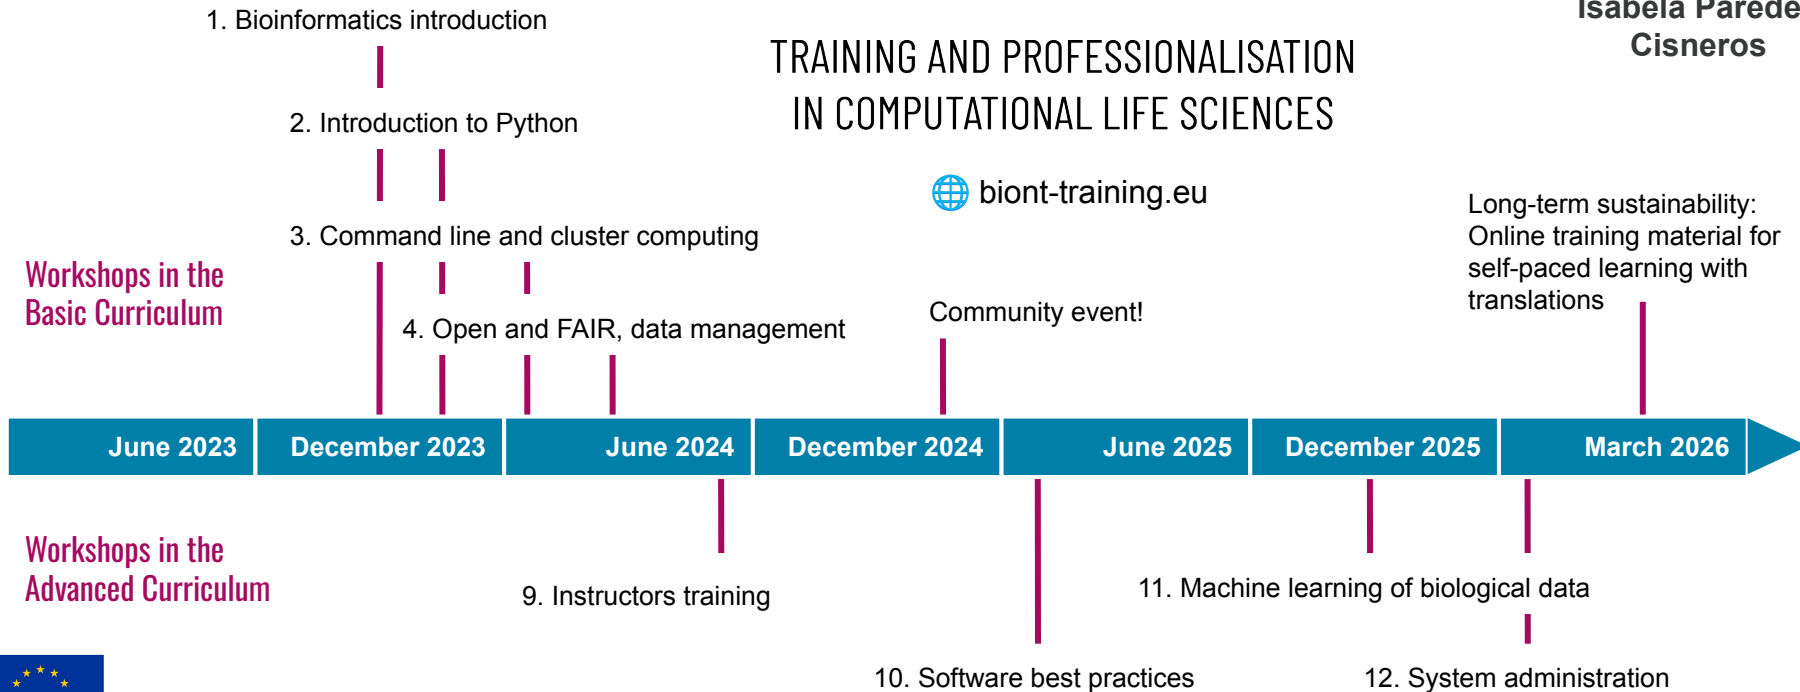 1. Bioinformatics introduction
Isabela Parede
Cisneros
TRAINING AND PROFESSIONALISATION
IN COMPUTATIONAL LIFE SCIENCES
2. Introduction to Python
biont-training.eu
3. Command line and cluster computing
Long-term sustainability:
Online training material for
self-paced learning with
translations
Workshops in the
Basic Curriculum
4. Open and FAIR, data management
Community event!
June 2023
December 2023
June 2024
December 2024
June 2025
December 2025
March 2026
Workshops in the
Advanced Curriculum
9. Instructors training
11. Machine learning of biological data
10. Software best practices
12. System administration